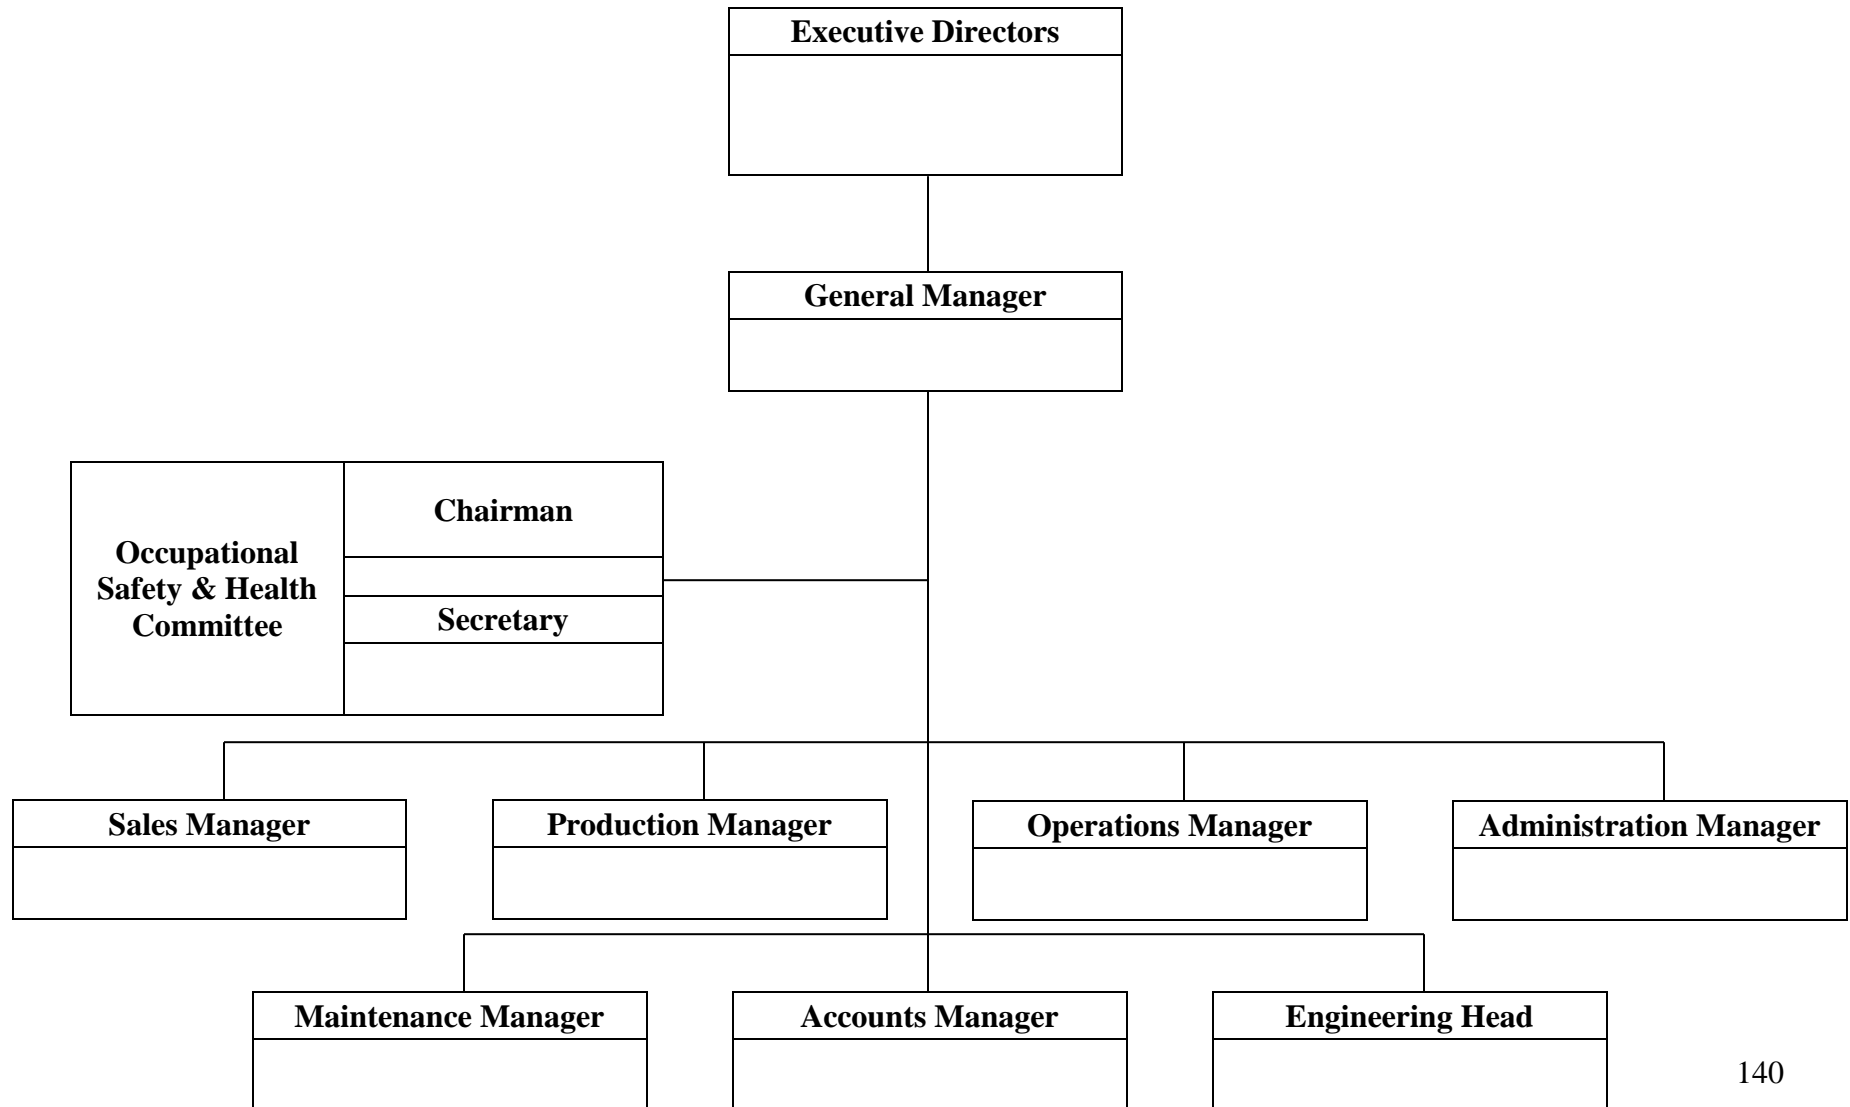 Executive Directors
General Manager
Chairman
Occupational
Safety & Health
Committee
Secretary
Sales Manager
Production Manager
Operations Manager
Administration Manager
Maintenance Manager
Accounts Manager
Engineering Head
140